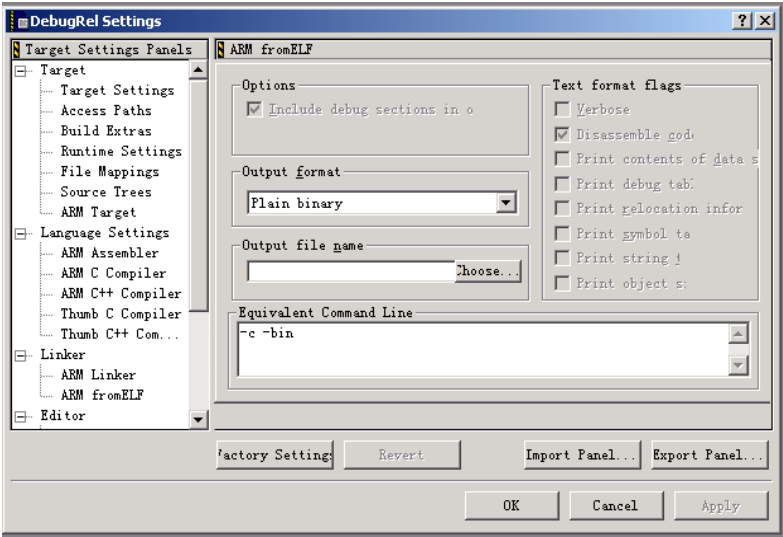 DebugRel Settings
Target Settings Panels
Target
Target Settings
Access Paths
Build Extras
Runtime Settings
File Mappings
Source Trees
ARM Target
Language Settings
ARM Assembler
ARM C Compiler
ARM C++ Compiler
Thumb C Compiler
Thumb C++ Com...
Linker
ARM Linker
ARM fromELF
Editor
ARM fromELF
Options
Include debug sections in o
Output format
Plain binary
Output file name
Choose...
Text format flags
Verbose
Disassemble cod
Print contents of data s
Print debug tabl
Print relocation infor
Print symbol ta
Print string t
Print object s
Equivalent Command Line
-c -bin
Factory Settings
Revert
Import Panel...
Export Panel...
OK
Cancel
Apply